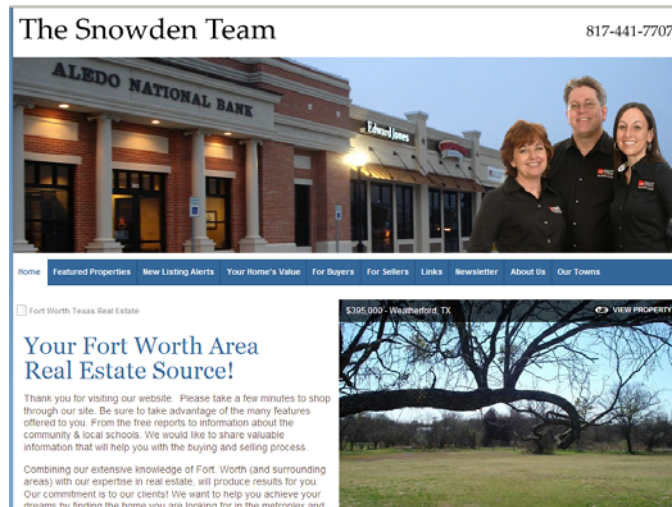 The Snowden Team
817-441-7707
ALEDO NATIONAL BANK
Edward Jones
Home Featured Properties New Listing Alerts Your Home's Value For Buyers For Sellers Links Newsletter About Us Our Towns
Fort Worth Texas Real Estate
$395,000 - Weatherford, TX
VIEW PROPERTY
Your Fort Worth Area
Real Estate Source!
Thank you for visiting our website. Please take a few minutes to shop
through our site. Be sure to take advantage of the many features
offered to you. From the free reports to information about the
community & local schools. We would like to share valuable
information that will help you with the buying and selling process.
Combining our extensive knowledge of Fort. Worth (and surrounding
areas) with our expertise in real estate, will produce results for you.
Our commitment is to our clients! We want to help you achieve your
dreams by finding the home you are looking for in the metroplex and